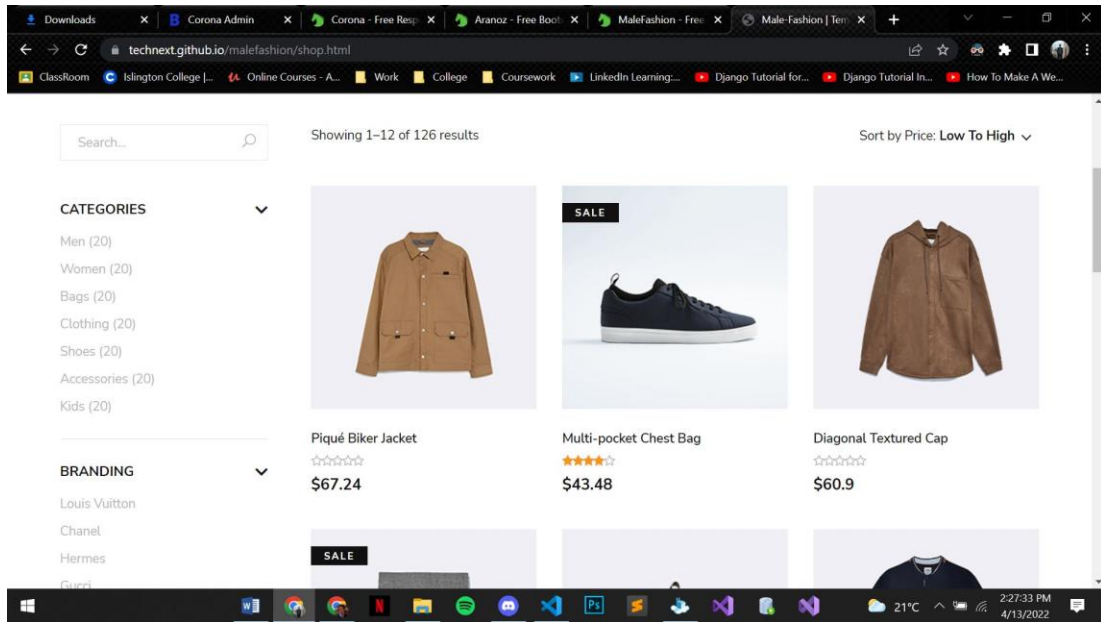 Downloads
Corona Admin
Corona - Free Resp
Aranoz - Free Boot
MaleFashion - Free
Male-Fashion | Tem
technext.github.io/malefashion/shop.html
ClassRoom
Islington College |...
Online Courses - A...
Work
College
Coursework
LinkedIn Learning:...
Django Tutorial for...
Django Tutorial In...
How To Make A We...
Search...
Showing 1–12 of 126 results
Sort by Price: Low To High
CATEGORIES
Men (20)
Women (20)
Bags (20)
Clothing (20)
Shoes (20)
Accessories (20)
Kids (20)
BRANDING
Louis Vuitton
Chanel
Hermes
Gucci
SALE
Piqué Biker Jacket
$67.24
Multi-pocket Chest Bag
$43.48
Diagonal Textured Cap
$60.9
SALE
21°C
2:27:33 PM
4/13/2022